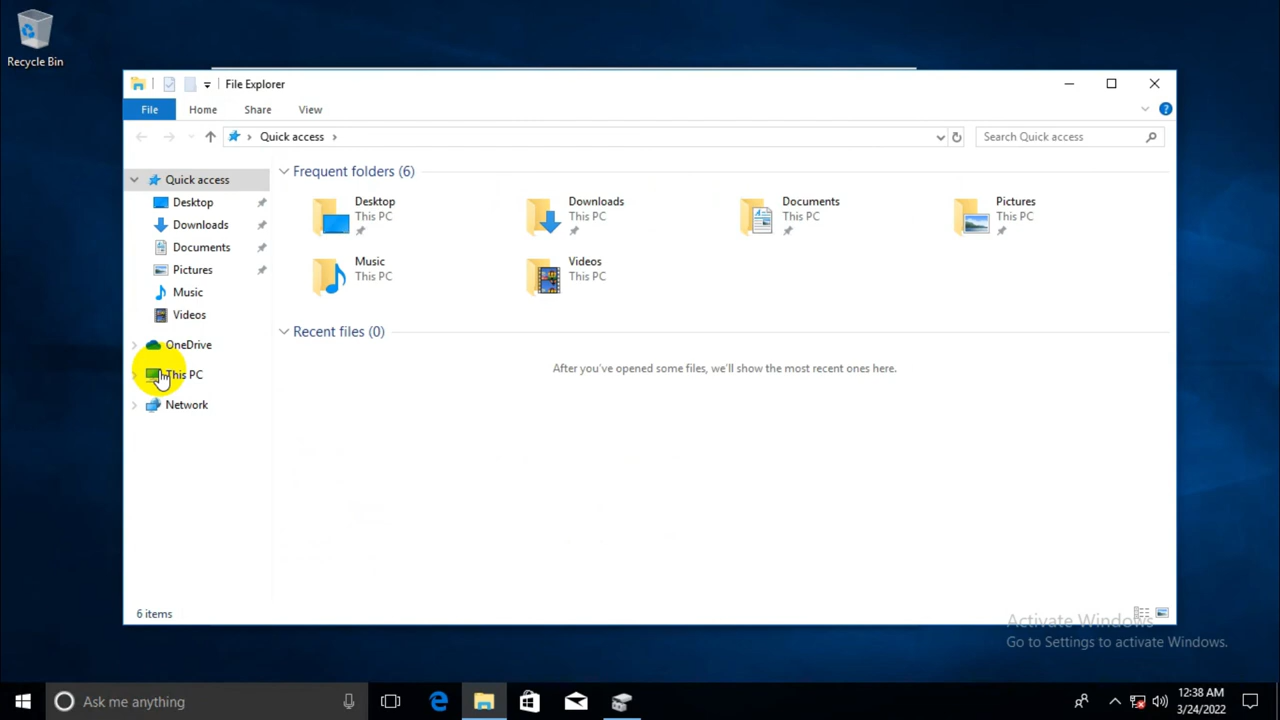 Recycle Bin
File Explorer
File Home Share View
Quick access
Search Quick access
Quick access
Desktop
Downloads
Documents
Pictures
Music
Videos
OneDrive
This PC
Network
Frequent folders (6)
Desktop
This PC
Downloads
This PC
Documents
This PC
Pictures
This PC
Music
This PC
Videos
This PC
Recent files (0)
After you've opened some files, we'll show the most recent ones here.
6 items
Activate Windows
Go to Settings to activate Windows.
Ask me anything
12:38 AM
3/24/2022